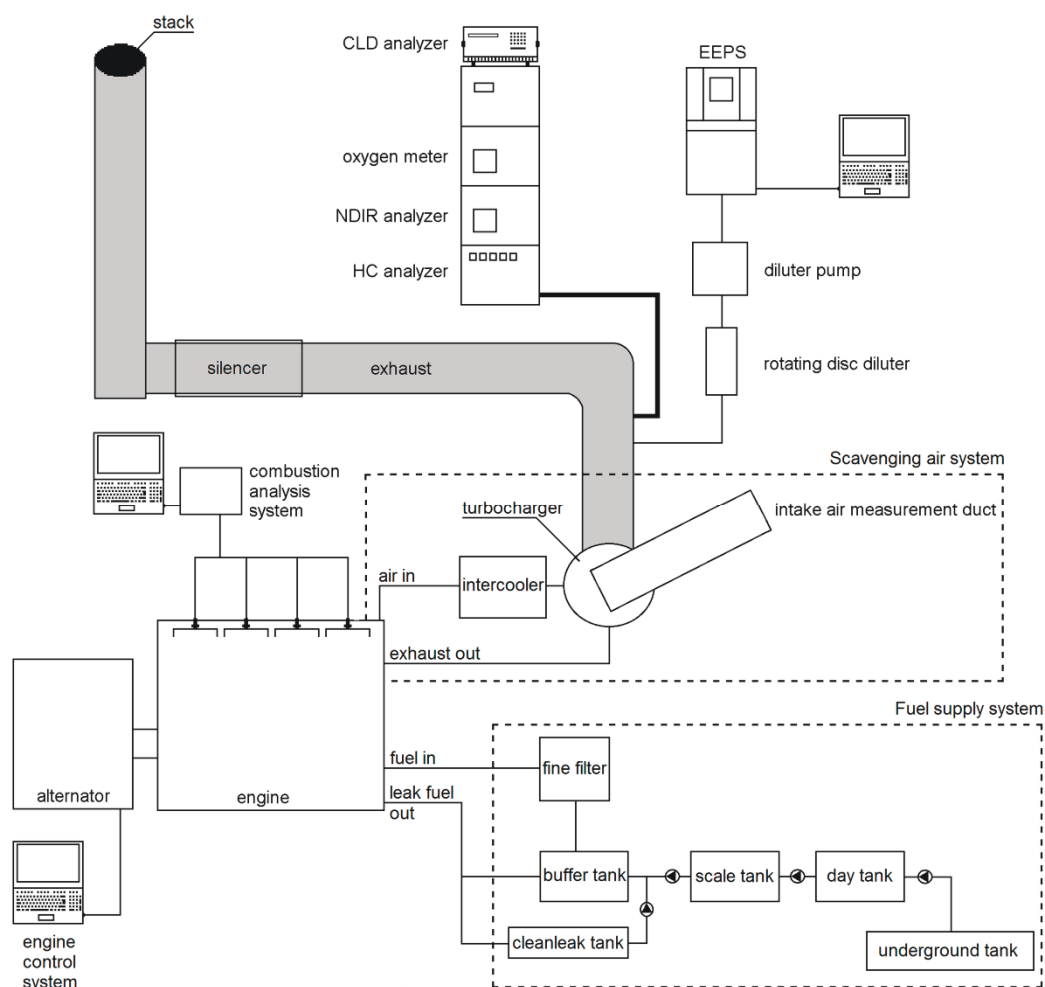 stack
CLD analyzer
EEPS
oxygen meter
NDIR analyzer
HC analyzer
diluter pump
rotating disc diluter
silencer
exhaust
combustion
analysis
system
Scavenging air system
turbocharger
intake air measurement duct
air in
intercooler
exhaust out
Fuel supply system
fuel in
fine filter
alternator
engine
leak fuel
out
buffer tank
scale tank
day tank
cleanleak tank
underground tank
engine
control
system